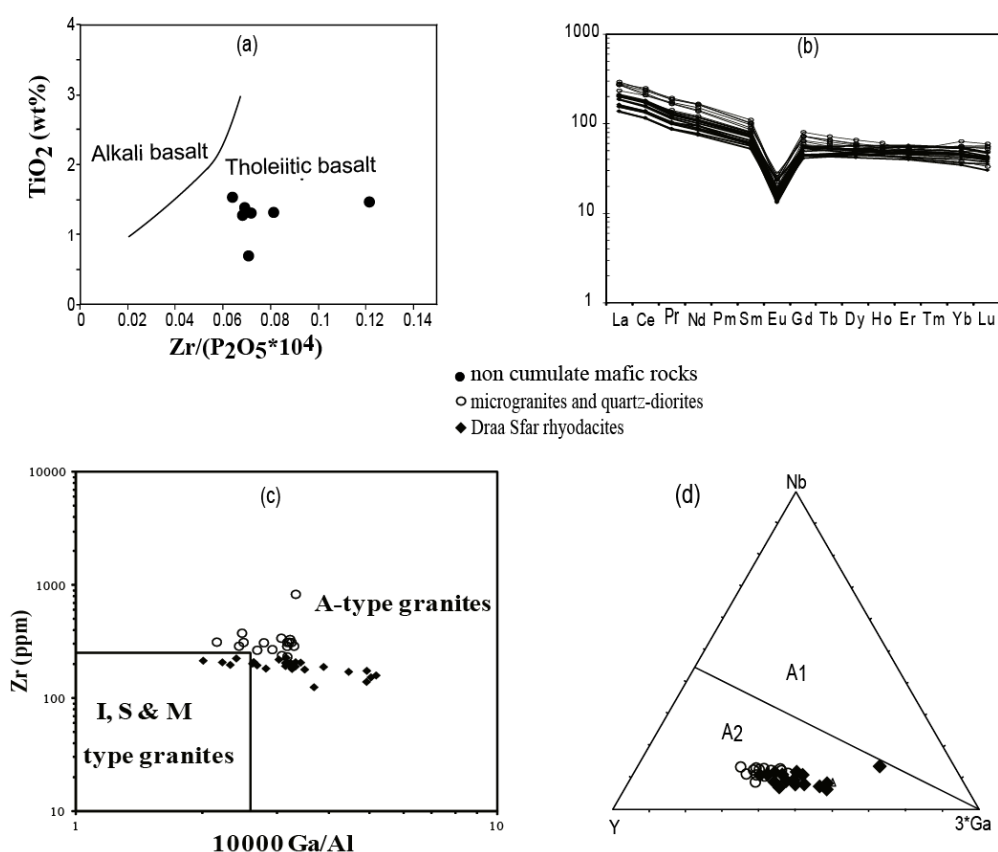 (a)
TiO2 (wt%)
4
3
2
1
0
Alkali basalt
Tholeiitic basalt
0 0.02 0.04 0.06 0.08 0.1 0.12 0.14
Zr/(P2O5*104)
(b)
1000
100
10
1
La Ce Pr Nd Pm Sm Eu Gd Tb Dy Ho Er Tm Yb Lu
non cumulate mafic rocks
microgranites and quartz-diorites
Draa Sfar rhyodacites
(c)
Zr (ppm)
10000
1000
100
10
A-type granites
I, S & M
type granites
1 10
10000 Ga/Al
(d)
Nb
A1
A2
Y
3*Ga